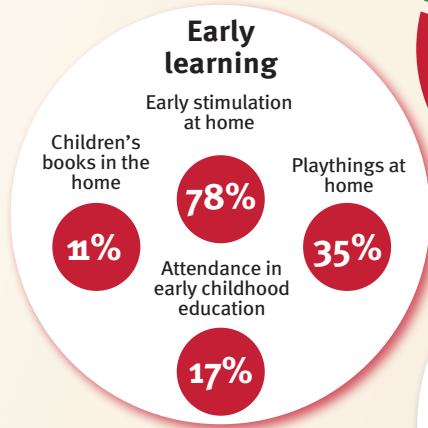 Early
learning
Early stimulation
at home
78%
Children’s
books in the
home
11%
Playthings at
home
35%
Attendance in
early childhood
education
17%